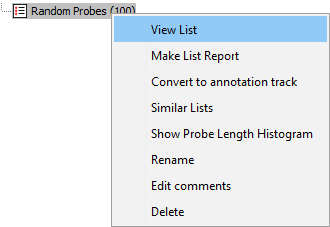 Random Probes (100)
View List
Make List Report
Convert to annotation track
Similar Lists
Show Probe Length Histogram
Rename
Edit comments
Delete